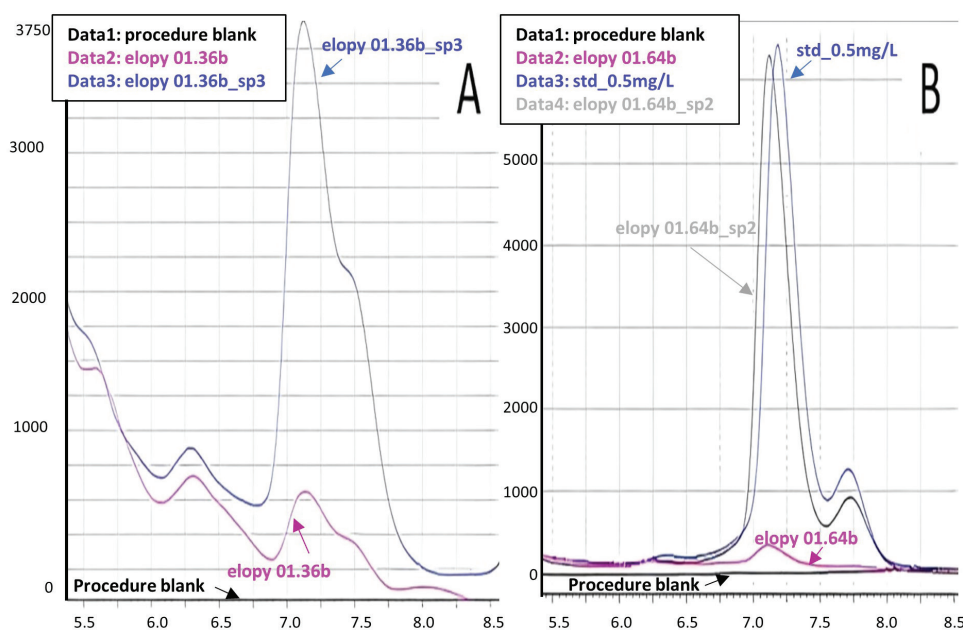 Data1: procedure blank
Data2: elopy 01.36b
Data3: elopy 01.36b_sp3
A
3750
3000
2000
1000
0
elopy 01.36b_sp3
elopy 01.36b
Procedure blank
5.5 6.0 6.5 7.0 7.5 8.0 8.5
Data1: procedure blank
Data2: elopy 01.64b
Data3: std_0.5mg/L
Data4: elopy 01.64b_sp2
B
5000
4000
3000
2000
1000
0
std_0.5mg/L
elopy 01.64b_sp2
elopy 01.64b
Procedure blank
5.5 6.0 6.5 7.0 7.5 8.0 8.5